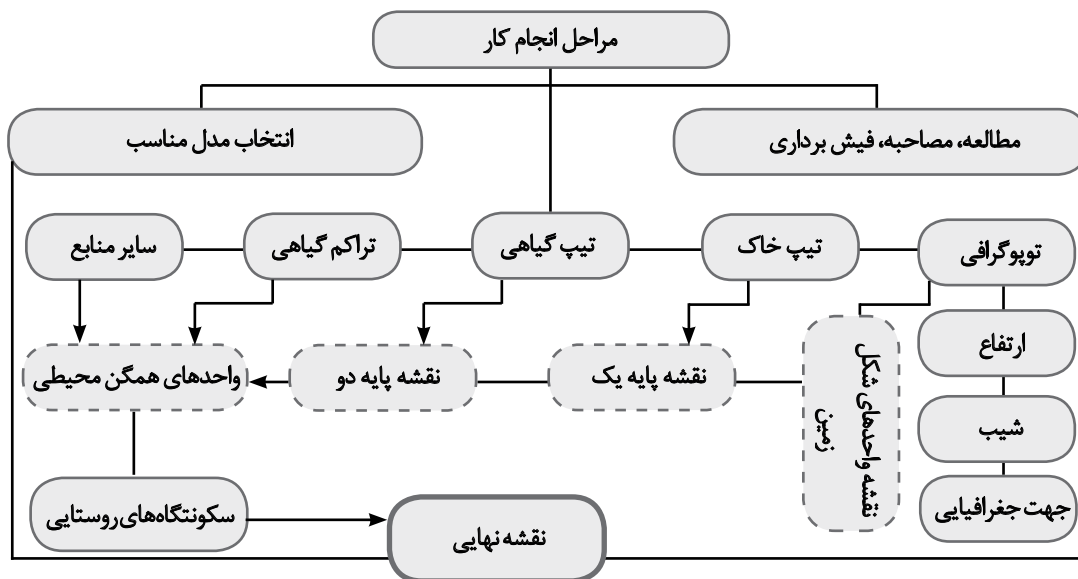 مراحل انجام کار
مطالعه، مصاحبه، فیش برداری
انتخاب مدل مناسب
توپوگرافی
تیپ خاک
تیپ گیاهی
تراکم گیاهی
سایر منابع
ارتفاع
نقشه واحدهای شکل
زمین
نقشه پایه یک
نقشه پایه دو
واحدهای همگن محیطی
شیب
جهت جغرافیایی
سکونتگاه‌های روستایی
نقشه نهایی